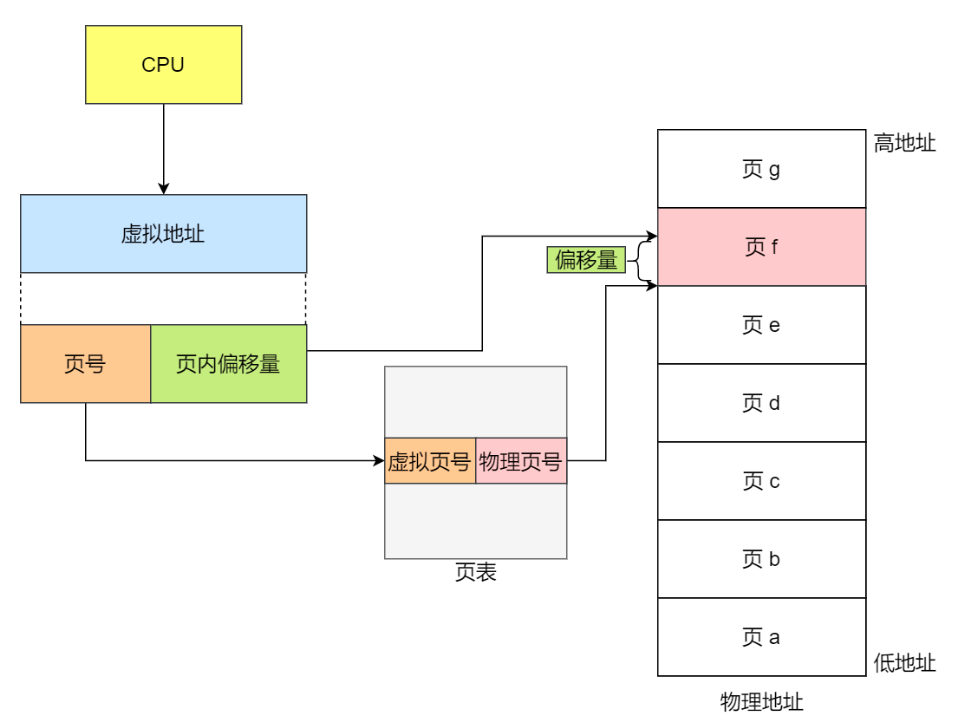 CPU
高地址
页 g
虚拟地址
页 f
偏移量
页 e
页号
页内偏移量
页 d
虚拟页号
物理页号
页 c
页 b
页表
页 a
低地址
物理地址